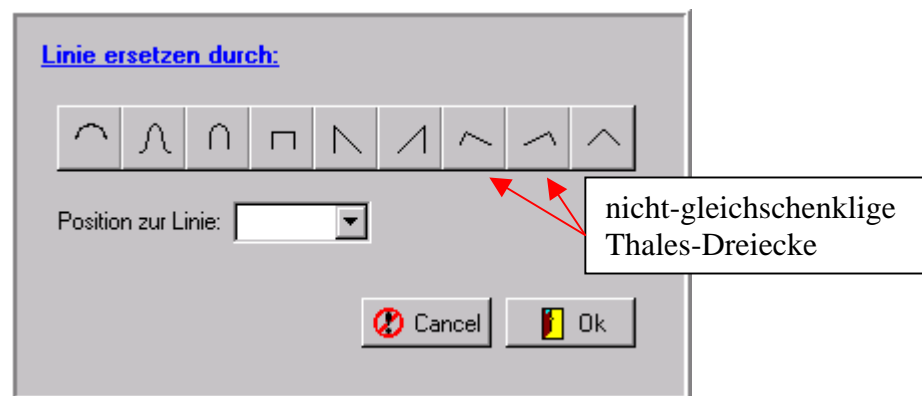 Linie ersetzen durch:
Position zur Linie:
nicht-gleichschenklige
Thales-Dreiecke
Cancel
Ok